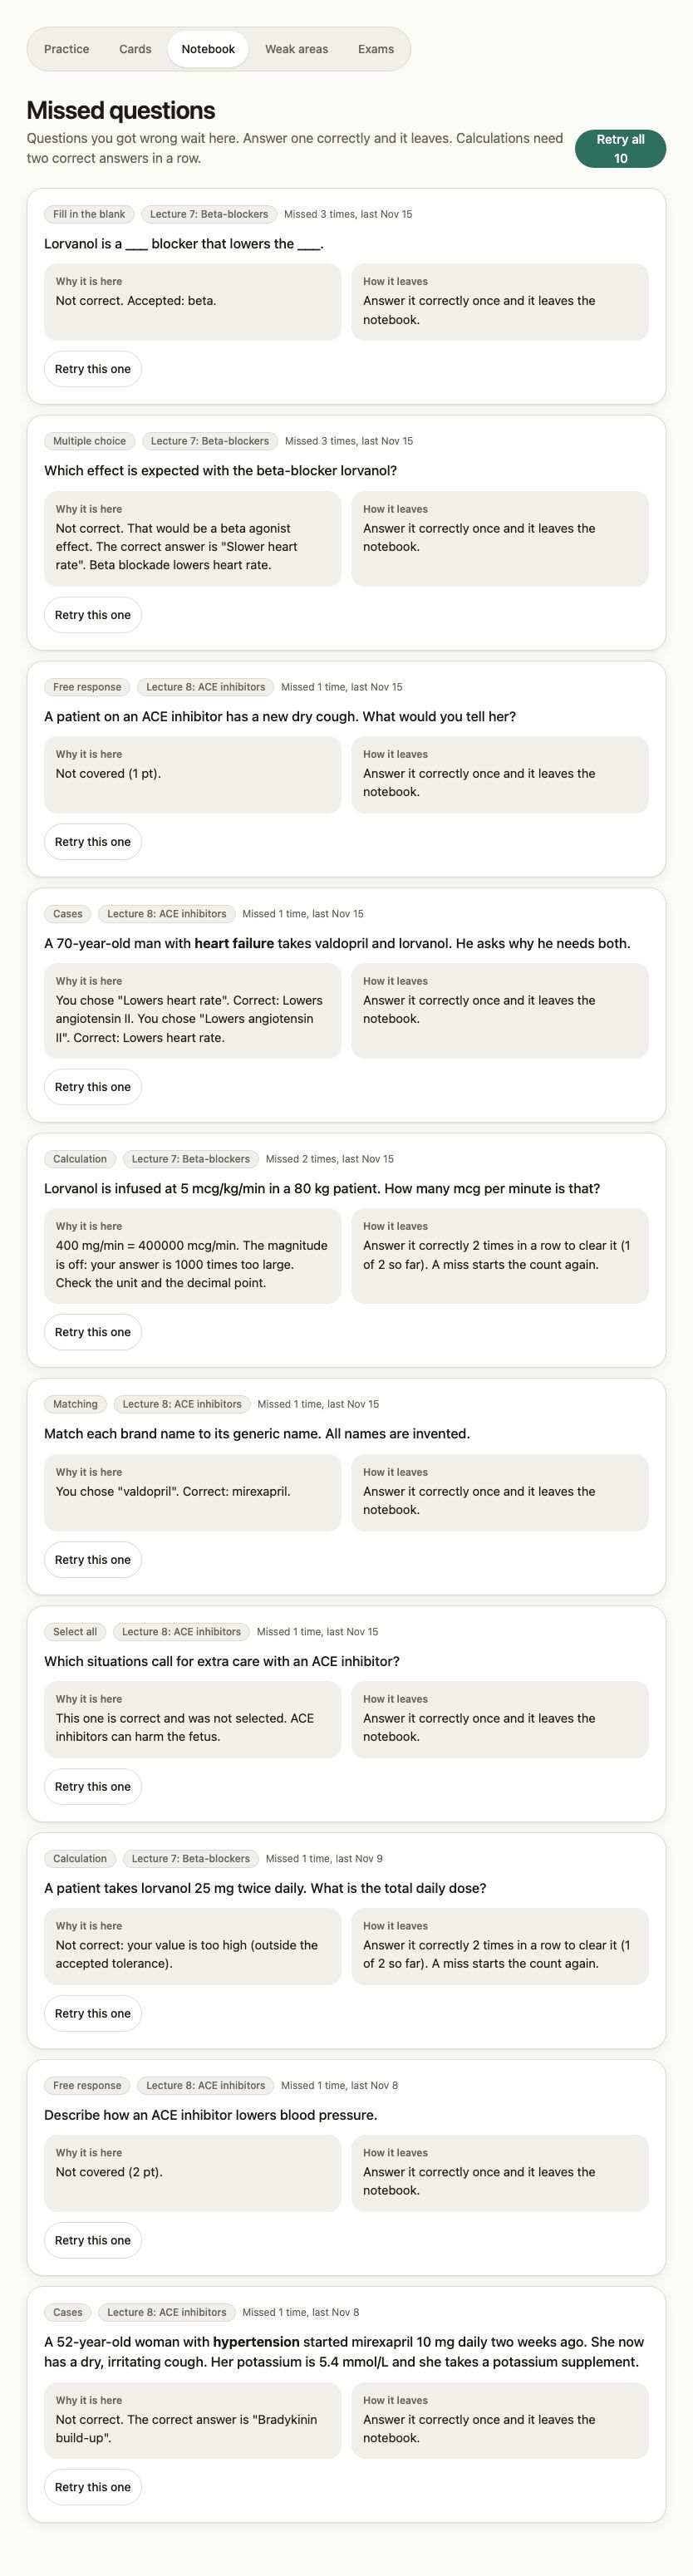 Practice
Cards
Notebook
Weak areas
Exams
Missed questions
Questions you got wrong wait here. Answer one correctly and it leaves. Calculations need
two correct answers in a row.
Retry all
10
Fill in the blank
Lecture 7: Beta-blockers
Missed 3 times, last Nov 15
Lorvanol is a ___ blocker that lowers the ___.
Why it is here
Not correct. Accepted: beta.
How it leaves
Answer it correctly once and it leaves the
notebook.
Retry this one
Multiple choice
Lecture 7: Beta-blockers
Missed 3 times, last Nov 15
Which effect is expected with the beta-blocker lorvanol?
Why it is here
Not correct. That would be a beta agonist
effect. The correct answer is "Slower heart
rate". Beta blockade lowers heart rate.
How it leaves
Answer it correctly once and it leaves the
notebook.
Retry this one
Free response
Lecture 8: ACE inhibitors
Missed 1 time, last Nov 15
A patient on an ACE inhibitor has a new dry cough. What would you tell her?
Why it is here
Not covered (1 pt).
How it leaves
Answer it correctly once and it leaves the
notebook.
Retry this one
Cases
Lecture 8: ACE inhibitors
Missed 1 time, last Nov 15
A 70-year-old man with heart failure takes valdopril and lorvanol. He asks why he needs both.
Why it is here
You chose "Lowers heart rate". Correct: Lowers
angiotensin II. You chose "Lowers angiotensin
II". Correct: Lowers heart rate.
How it leaves
Answer it correctly once and it leaves the
notebook.
Retry this one
Calculation
Lecture 7: Beta-blockers
Missed 2 times, last Nov 15
Lorvanol is infused at 5 mcg/kg/min in a 80 kg patient. How many mcg per minute is that?
Why it is here
400 mg/min = 400000 mcg/min. The magnitude
is off: your answer is 1000 times too large.
Check the unit and the decimal point.
How it leaves
Answer it correctly 2 times in a row to clear it (1
of 2 so far). A miss starts the count again.
Retry this one
Matching
Lecture 8: ACE inhibitors
Missed 1 time, last Nov 15
Match each brand name to its generic name. All names are invented.
Why it is here
You chose "valdopril". Correct: mirexapril.
How it leaves
Answer it correctly once and it leaves the
notebook.
Retry this one
Select all
Lecture 8: ACE inhibitors
Missed 1 time, last Nov 15
Which situations call for extra care with an ACE inhibitor?
Why it is here
This one is correct and was not selected. ACE
inhibitors can harm the fetus.
How it leaves
Answer it correctly once and it leaves the
notebook.
Retry this one
Calculation
Lecture 7: Beta-blockers
Missed 1 time, last Nov 9
A patient takes lorvanol 25 mg twice daily. What is the total daily dose?
Why it is here
Not correct: your value is too high (outside the
accepted tolerance).
How it leaves
Answer it correctly 2 times in a row to clear it (1
of 2 so far). A miss starts the count again.
Retry this one
Free response
Lecture 8: ACE inhibitors
Missed 1 time, last Nov 8
Describe how an ACE inhibitor lowers blood pressure.
Why it is here
Not covered (2 pt).
How it leaves
Answer it correctly once and it leaves the
notebook.
Retry this one
Cases
Lecture 8: ACE inhibitors
Missed 1 time, last Nov 8
A 52-year-old woman with hypertension started mirexapril 10 mg daily two weeks ago. She now
has a dry, irritating cough. Her potassium is 5.4 mmol/L and she takes a potassium supplement.
Why it is here
Not correct. The correct answer is "Bradykinin
build-up".
How it leaves
Answer it correctly once and it leaves the
notebook.
Retry this one